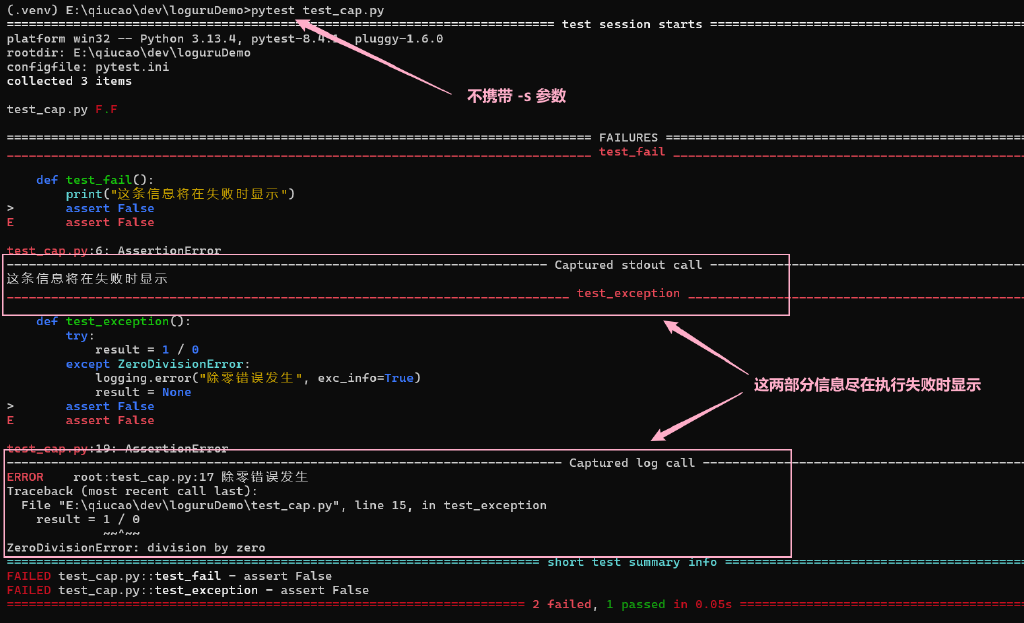 (.venv) E:\qiucao\dev\loguruDemo>pytest test_cap.py
============================================================================ test session starts ===========================================
platform win32 -- Python 3.13.4, pytest-8.4.1, pluggy-1.6.0
rootdir: E:\qiucao\dev\loguruDemo
configfile: pytest.ini
collected 3 items
不携带 -s 参数
test_cap.py F.F
================================================================================ FAILURES =================================================
________________________________________________________________________________ test_fail ________________________________________________
def test_fail():
print("这条信息将在失败时显示")
> assert False
E assert False
test_cap.py:6: AssertionError
--------------------------------------------------------------------------- Captured stdout call -------------------------------------------
这条信息将在失败时显示
_____________________________________________________________________________ test_exception ______________________________________________
def test_exception():
try:
result = 1 / 0
except ZeroDivisionError:
logging.error("除零错误发生", exc_info=True)
result = None
> assert False
E assert False
这两部分信息尽在执行失败时显示
test_cap.py:19: AssertionError
---------------------------------------------------------------------------- Captured log call --------------------------------------------
ERROR root:test_cap.py:17 除零错误发生
Traceback (most recent call last):
File "E:\qiucao\dev\loguruDemo\test_cap.py", line 15, in test_exception
result = 1 / 0
~~^~~
ZeroDivisionError: division by zero
========================================================================= short test summary info =========================================
FAILED test_cap.py::test_fail - assert False
FAILED test_cap.py::test_exception - assert False
======================================================================= 2 failed, 1 passed in 0.05s =======================================